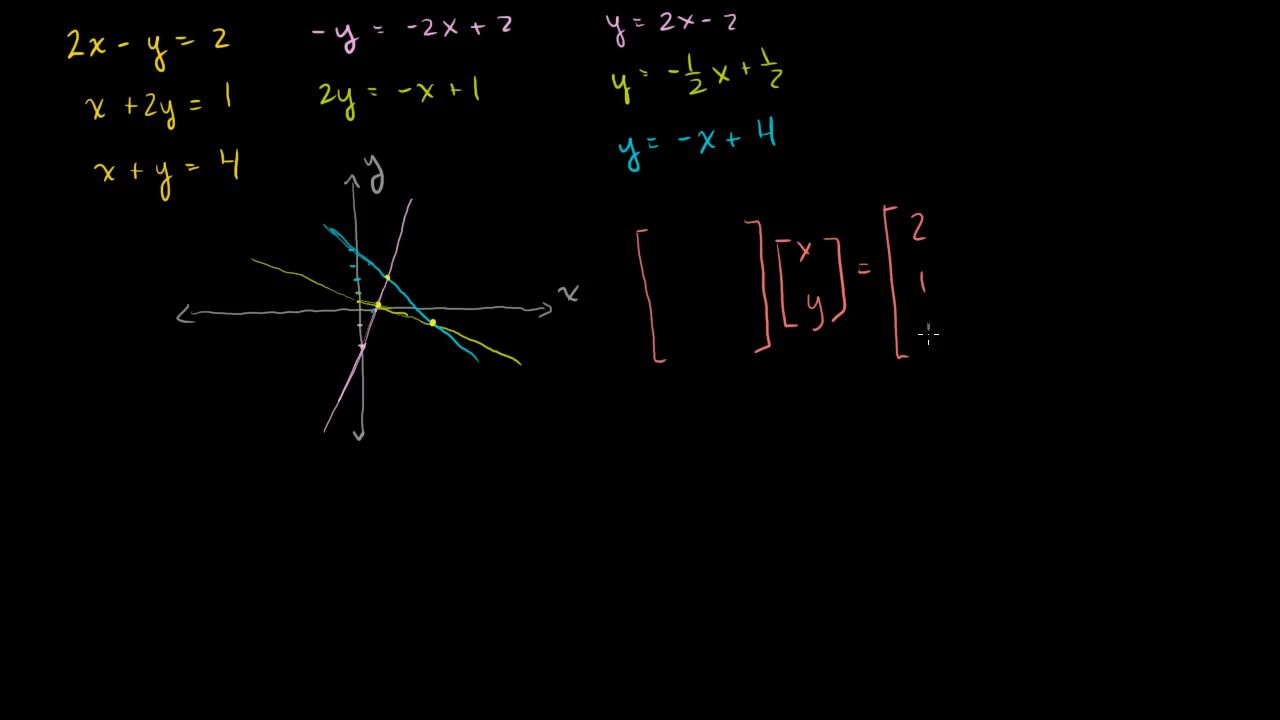 2x - y = 2
x + 2y = 1
x + y = 4
-y = -2x + 2
2y = -x + 1
y = 2x - 2
y = -1/2 x + 1/2
y = -x + 4
y
x
[ ] [x y] = [2 1